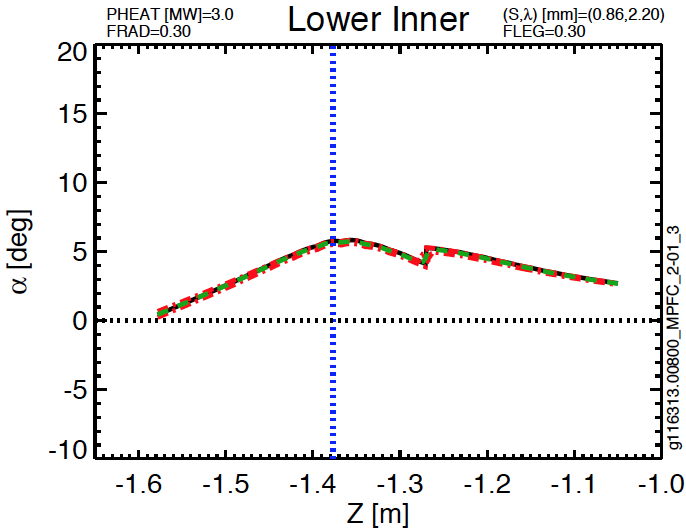 PHEAT [MW]=3.0
FRAD=0.30
Lower Inner
(S,λ) [mm]=(0.86,2.20)
FLEG=0.30
20
15
10
5
0
-5
-10
α [deg]
-1.6
-1.5
-1.4
-1.3
-1.2
-1.1
-1.0
Z [m]
g116313.00800_MPFC_2-01_3